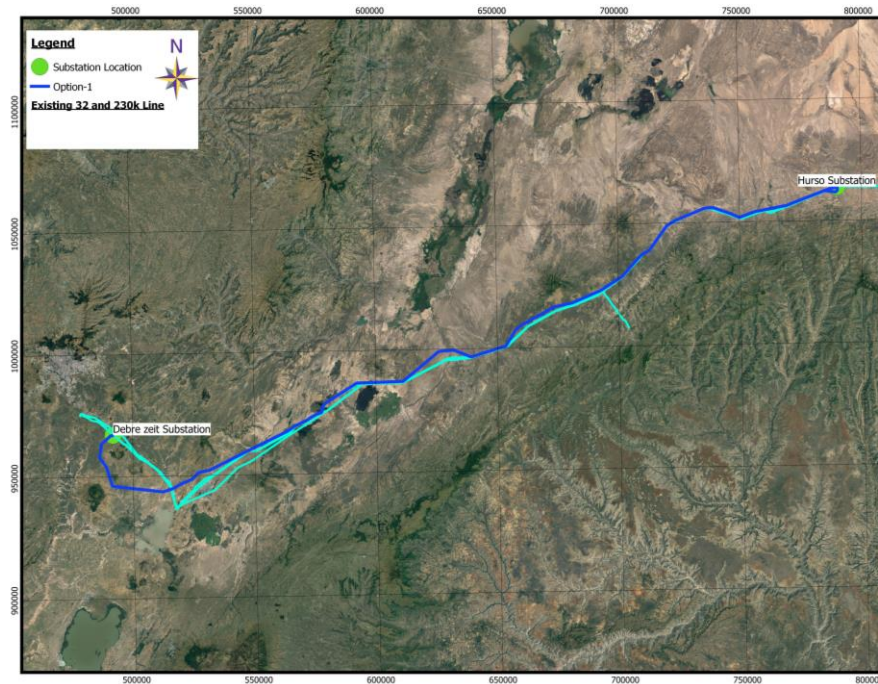 500000 550000 600000 650000 700000 750000 800000
Legend
N
Substation Location
Option-1
Existing 32 and 230k Line
1100000
Hurso Substation
1050000
1000000
Debre zeit Substation
950000
900000
500000 550000 600000 650000 700000 750000 800000